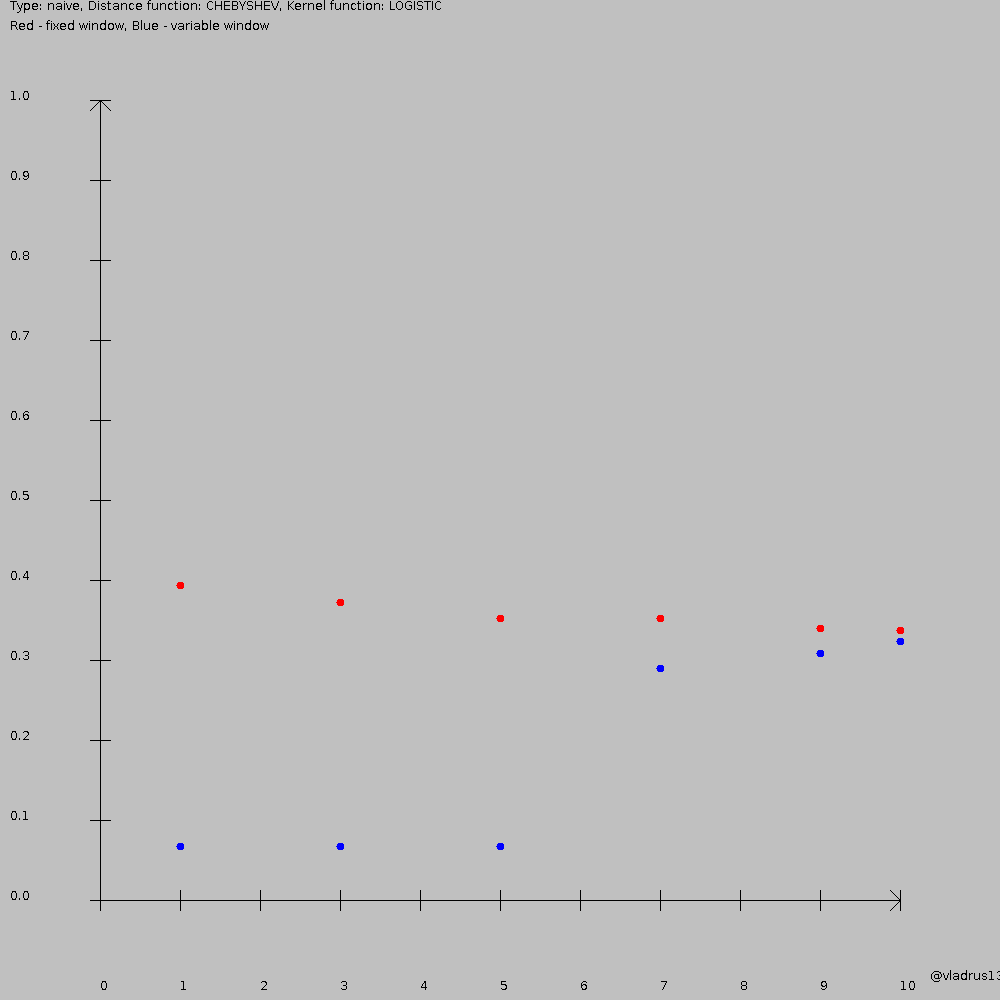 Type: naive, Distance function: CHEBYSHEV, Kernel function: LOGISTIC
Red - fixed window, Blue - variable window
1.0
0.9
0.8
0.7
0.6
0.5
0.4
0.3
0.2
0.1
0.0
0 1 2 3 4 5 6 7 8 9 10
@vladrus13